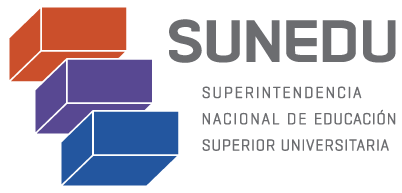 SUNEDU
SUPERINTENDENCIA
NACIONAL DE EDUCACIÓN
SUPERIOR UNIVERSITARIA